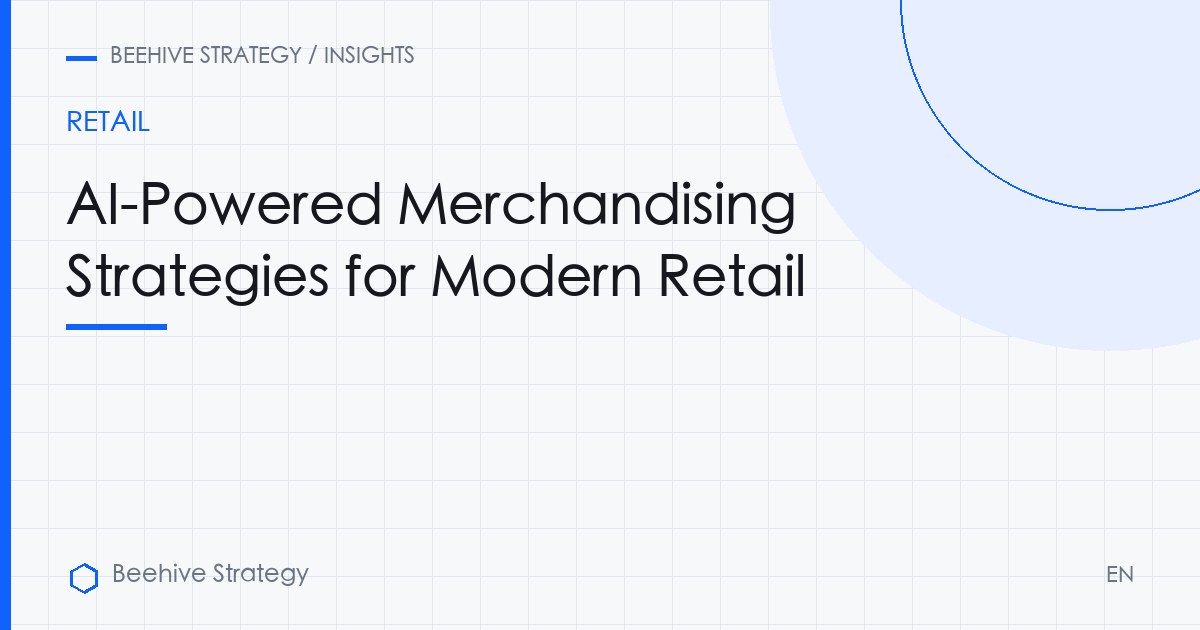 BEEHIVE STRATEGY / INSIGHTS
RETAIL
AI-Powered Merchandising
Strategies for Modern Retail
Beehive Strategy
EN